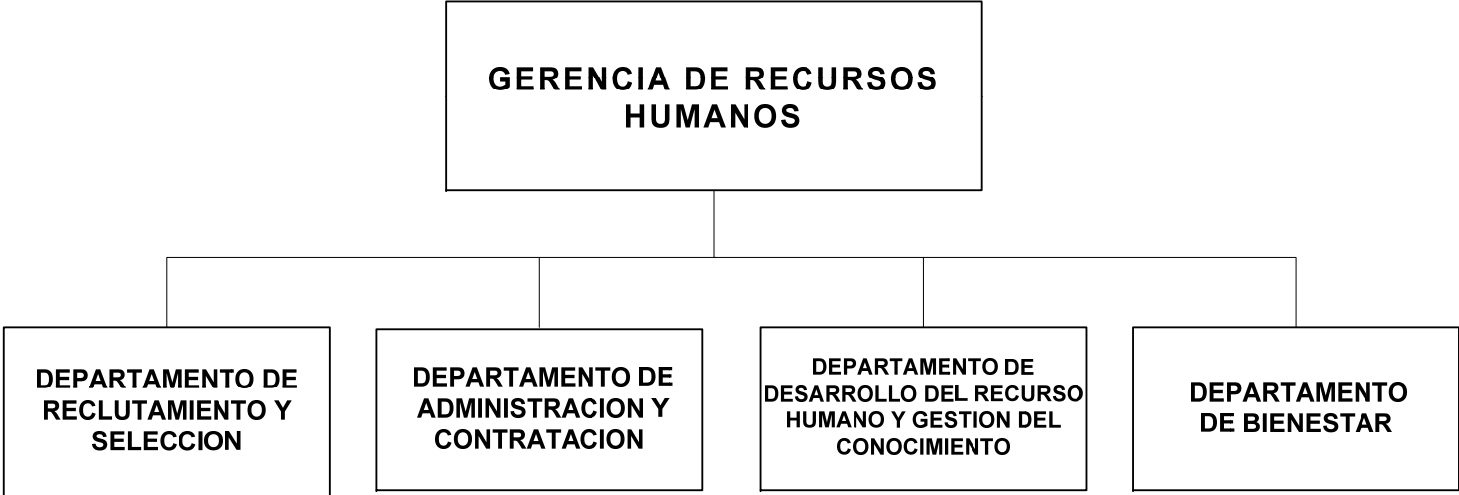 GERENCIA DE RECURSOS
HUMANOS
DEPARTAMENTO DE
RECLUTAMIENTO Y
SELECCION
DEPARTAMENTO DE
ADMINISTRACION Y
CONTRATACION
DEPARTAMENTO DE
DESARROLLO DEL RECURSO
HUMANO Y GESTION DEL
CONOCIMIENTO
DEPARTAMENTO
DE BIENESTAR